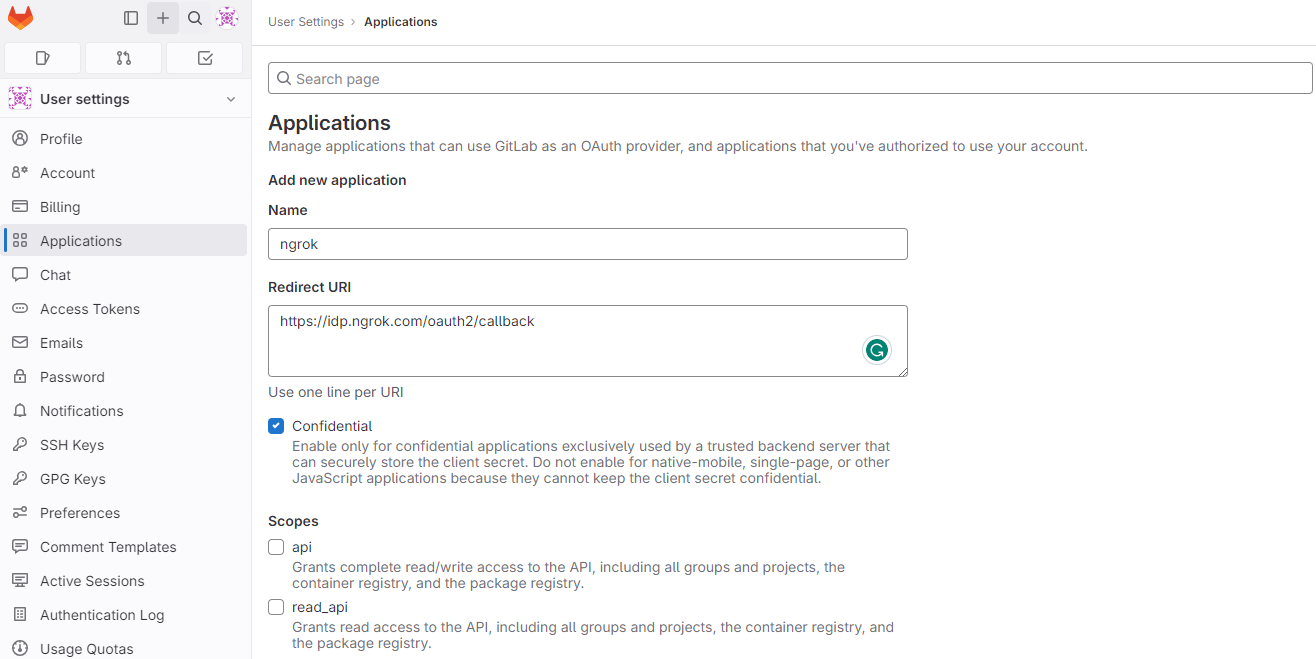 User settings
Profile
Account
Billing
Applications
Chat
Access Tokens
Emails
Password
Notifications
SSH Keys
GPG Keys
Preferences
Comment Templates
Active Sessions
Authentication Log
Usage Quotas
User Settings › Applications
Search page
Applications
Manage applications that can use GitLab as an OAuth provider, and applications that you've authorized to use your account.
Add new application
Name
ngrok
Redirect URI
https://idp.ngrok.com/oauth2/callback
Use one line per URI
Confidential
Enable only for confidential applications exclusively used by a trusted backend server that
can securely store the client secret. Do not enable for native-mobile, single-page, or other
JavaScript applications because they cannot keep the client secret confidential.
Scopes
api
Grants complete read/write access to the API, including all groups and projects, the
container registry, and the package registry.
read_api
Grants read access to the API, including all groups and projects, the container registry, and
the package registry.